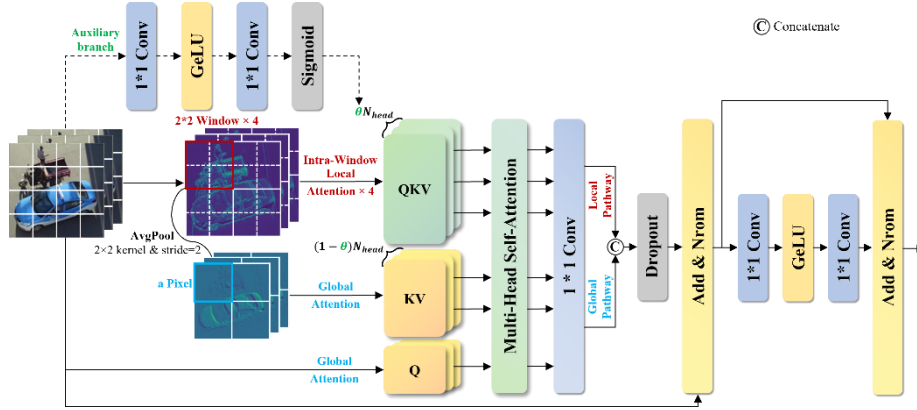 Auxiliary
branch
1*1 Conv
GeLU
1*1 Conv
Sigmoid
Ⓒ Concatenate
θN_head
2*2 Window × 4
Intra-Window
Local
Attention × 4
QKV
AvgPool
2×2 kernel & stride=2
(1 − θ)N_head
a Pixel
Global
Attention
KV
Global
Attention
Q
Multi-Head Self-Attention
1 * 1 Conv
Local
Pathway
Ⓒ
Global
Pathway
Dropout
Add & Nrom
1*1 Conv
GeLU
1*1 Conv
Add & Nrom